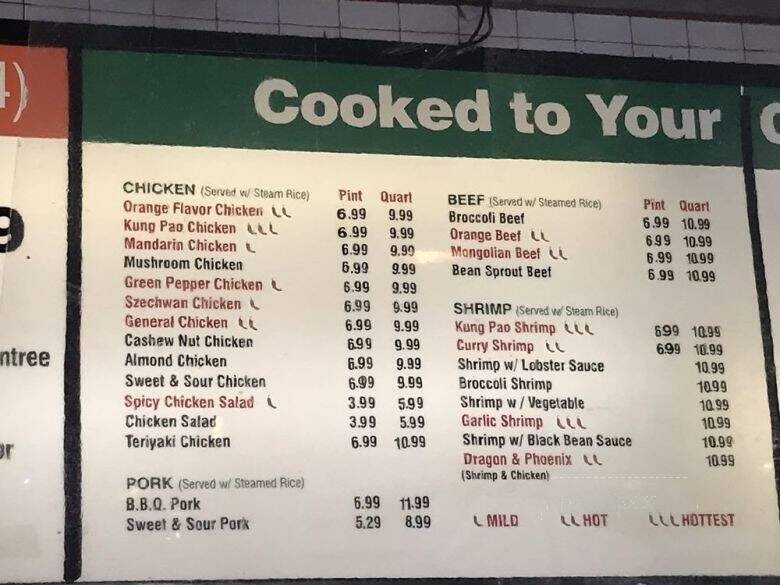 4)
9
ntree
or
Cooked to Your
CHICKEN (Served w/ Steam Rice) Pint Quart
Orange Flavor Chicken 6.99 9.99
Kung Pao Chicken 6.99 9.99
Mandarin Chicken 6.99 9.99
Mushroom Chicken 6.99 9.99
Green Pepper Chicken 6.99 9.99
Szechwan Chicken 6.99 9.99
General Chicken 6.99 9.99
Cashew Nut Chicken 6.99 9.99
Almond Chicken 6.99 9.99
Sweet & Sour Chicken 6.99 9.99
Spicy Chicken Salad 3.99 5.99
Chicken Salad 3.99 5.99
Teriyaki Chicken 6.99 10.99
PORK (Served w/ Steamed Rice)
B.B.Q. Pork 6.99 11.99
Sweet & Sour Pork 5.29 8.99
BEEF (Served w/ Steamed Rice) Pint Quart
Broccoli Beef 6.99 10.99
Orange Beef 6.99 10.99
Mongolian Beef 6.99 10.99
Bean Sprout Beef 6.99 10.99
SHRIMP (Served w/ Steam Rice)
Kung Pao Shrimp 6.99 10.99
Curry Shrimp 6.99 10.99
Shrimp w/ Lobster Sauce 10.99
Broccoli Shrimp 10.99
Shrimp w/ Vegetable 10.99
Garlic Shrimp 10.99
Shrimp w/ Black Bean Sauce 10.99
Dragon & Phoenix 10.99
(Shrimp & Chicken)
MILD HOT HOTTEST